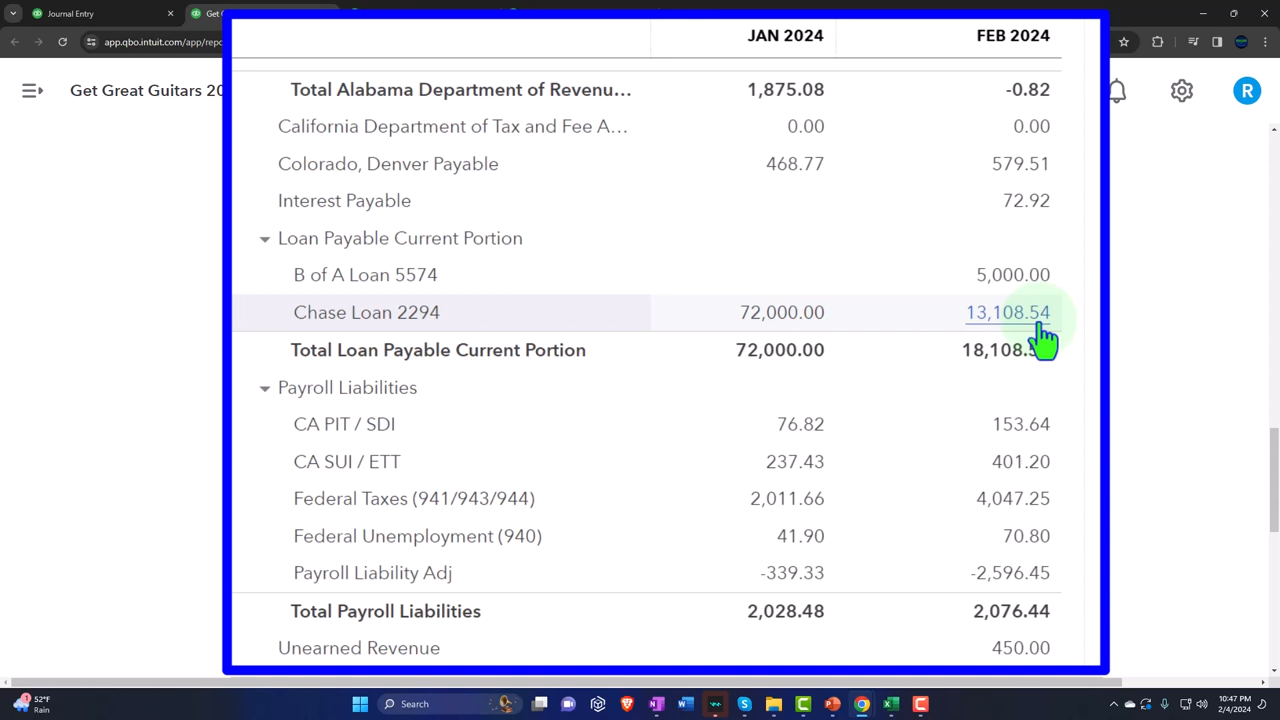 Journal Entry
Get Great
Get
app.qbo.intuit.com/app/repo
Get Great Guitars 20
R
JAN 2024 FEB 2024
Total Alabama Department of Revenu... 1,875.08 -0.82
California Department of Tax and Fee A... 0.00 0.00
Colorado, Denver Payable 468.77 579.51
Interest Payable 72.92
Loan Payable Current Portion
B of A Loan 5574 5,000.00
Chase Loan 2294 72,000.00 13,108.54
Total Loan Payable Current Portion 72,000.00 18,108.
Payroll Liabilities
CA PIT / SDI 76.82 153.64
CA SUI / ETT 237.43 401.20
Federal Taxes (941/943/944) 2,011.66 4,047.25
Federal Unemployment (940) 41.90 70.80
Payroll Liability Adj -339.33 -2,596.45
Total Payroll Liabilities 2,028.48 2,076.44
Unearned Revenue 450.00
52°F
Rain
Search
10:47 PM
2/4/2024